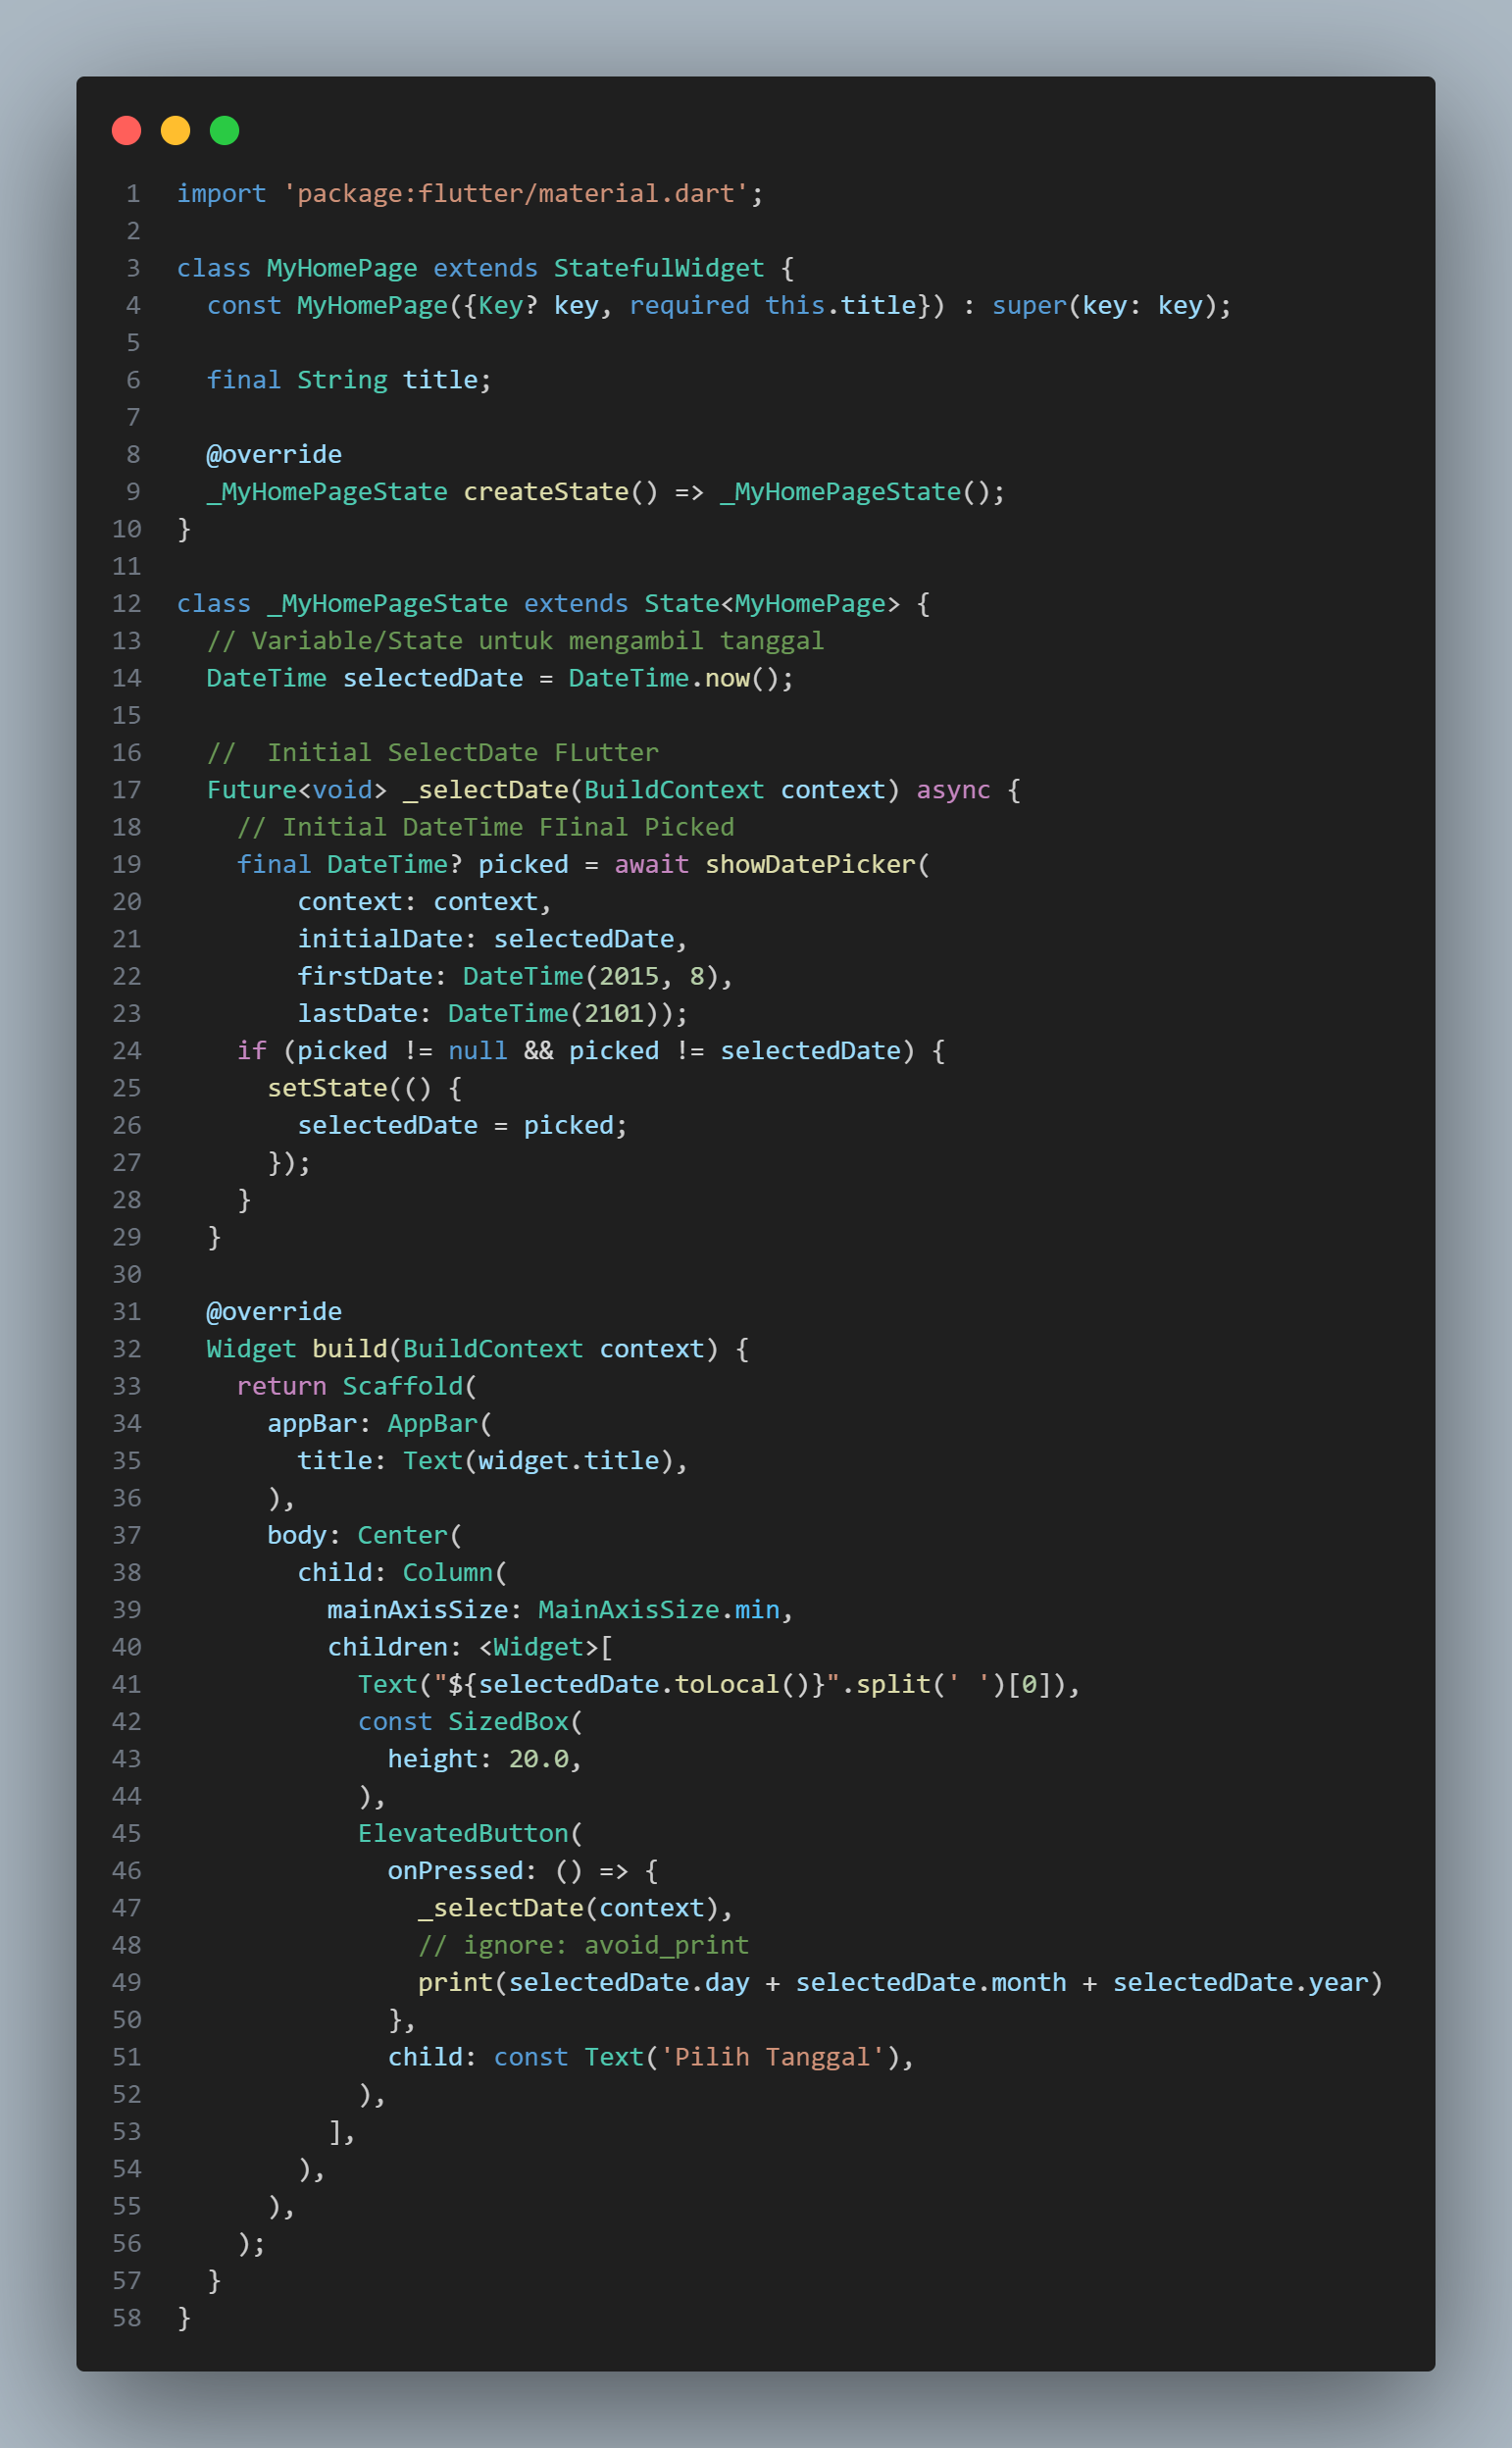 1 import 'package:flutter/material.dart';
2
3 class MyHomePage extends StatefulWidget {
4   const MyHomePage({Key? key, required this.title}) : super(key: key);
5
6   final String title;
7
8   @override
9   _MyHomePageState createState() => _MyHomePageState();
10 }
11
12 class _MyHomePageState extends State<MyHomePage> {
13   // Variable/State untuk mengambil tanggal
14   DateTime selectedDate = DateTime.now();
15
16   //  Initial SelectDate FLutter
17   Future<void> _selectDate(BuildContext context) async {
18     // Initial DateTime FIinal Picked
19     final DateTime? picked = await showDatePicker(
20         context: context,
21         initialDate: selectedDate,
22         firstDate: DateTime(2015, 8),
23         lastDate: DateTime(2101));
24     if (picked != null && picked != selectedDate) {
25       setState(() {
26         selectedDate = picked;
27       });
28     }
29   }
30
31   @override
32   Widget build(BuildContext context) {
33     return Scaffold(
34       appBar: AppBar(
35         title: Text(widget.title),
36       ),
37       body: Center(
38         child: Column(
39           mainAxisSize: MainAxisSize.min,
40           children: <Widget>[
41             Text("${selectedDate.toLocal()}".split(' ')[0]),
42             const SizedBox(
43               height: 20.0,
44             ),
45             ElevatedButton(
46               onPressed: () => {
47                 _selectDate(context),
48                 // ignore: avoid_print
49                 print(selectedDate.day + selectedDate.month + selectedDate.year)
50               },
51               child: const Text('Pilih Tanggal'),
52             ),
53           ],
54         ),
55       ),
56     );
57   }
58 }